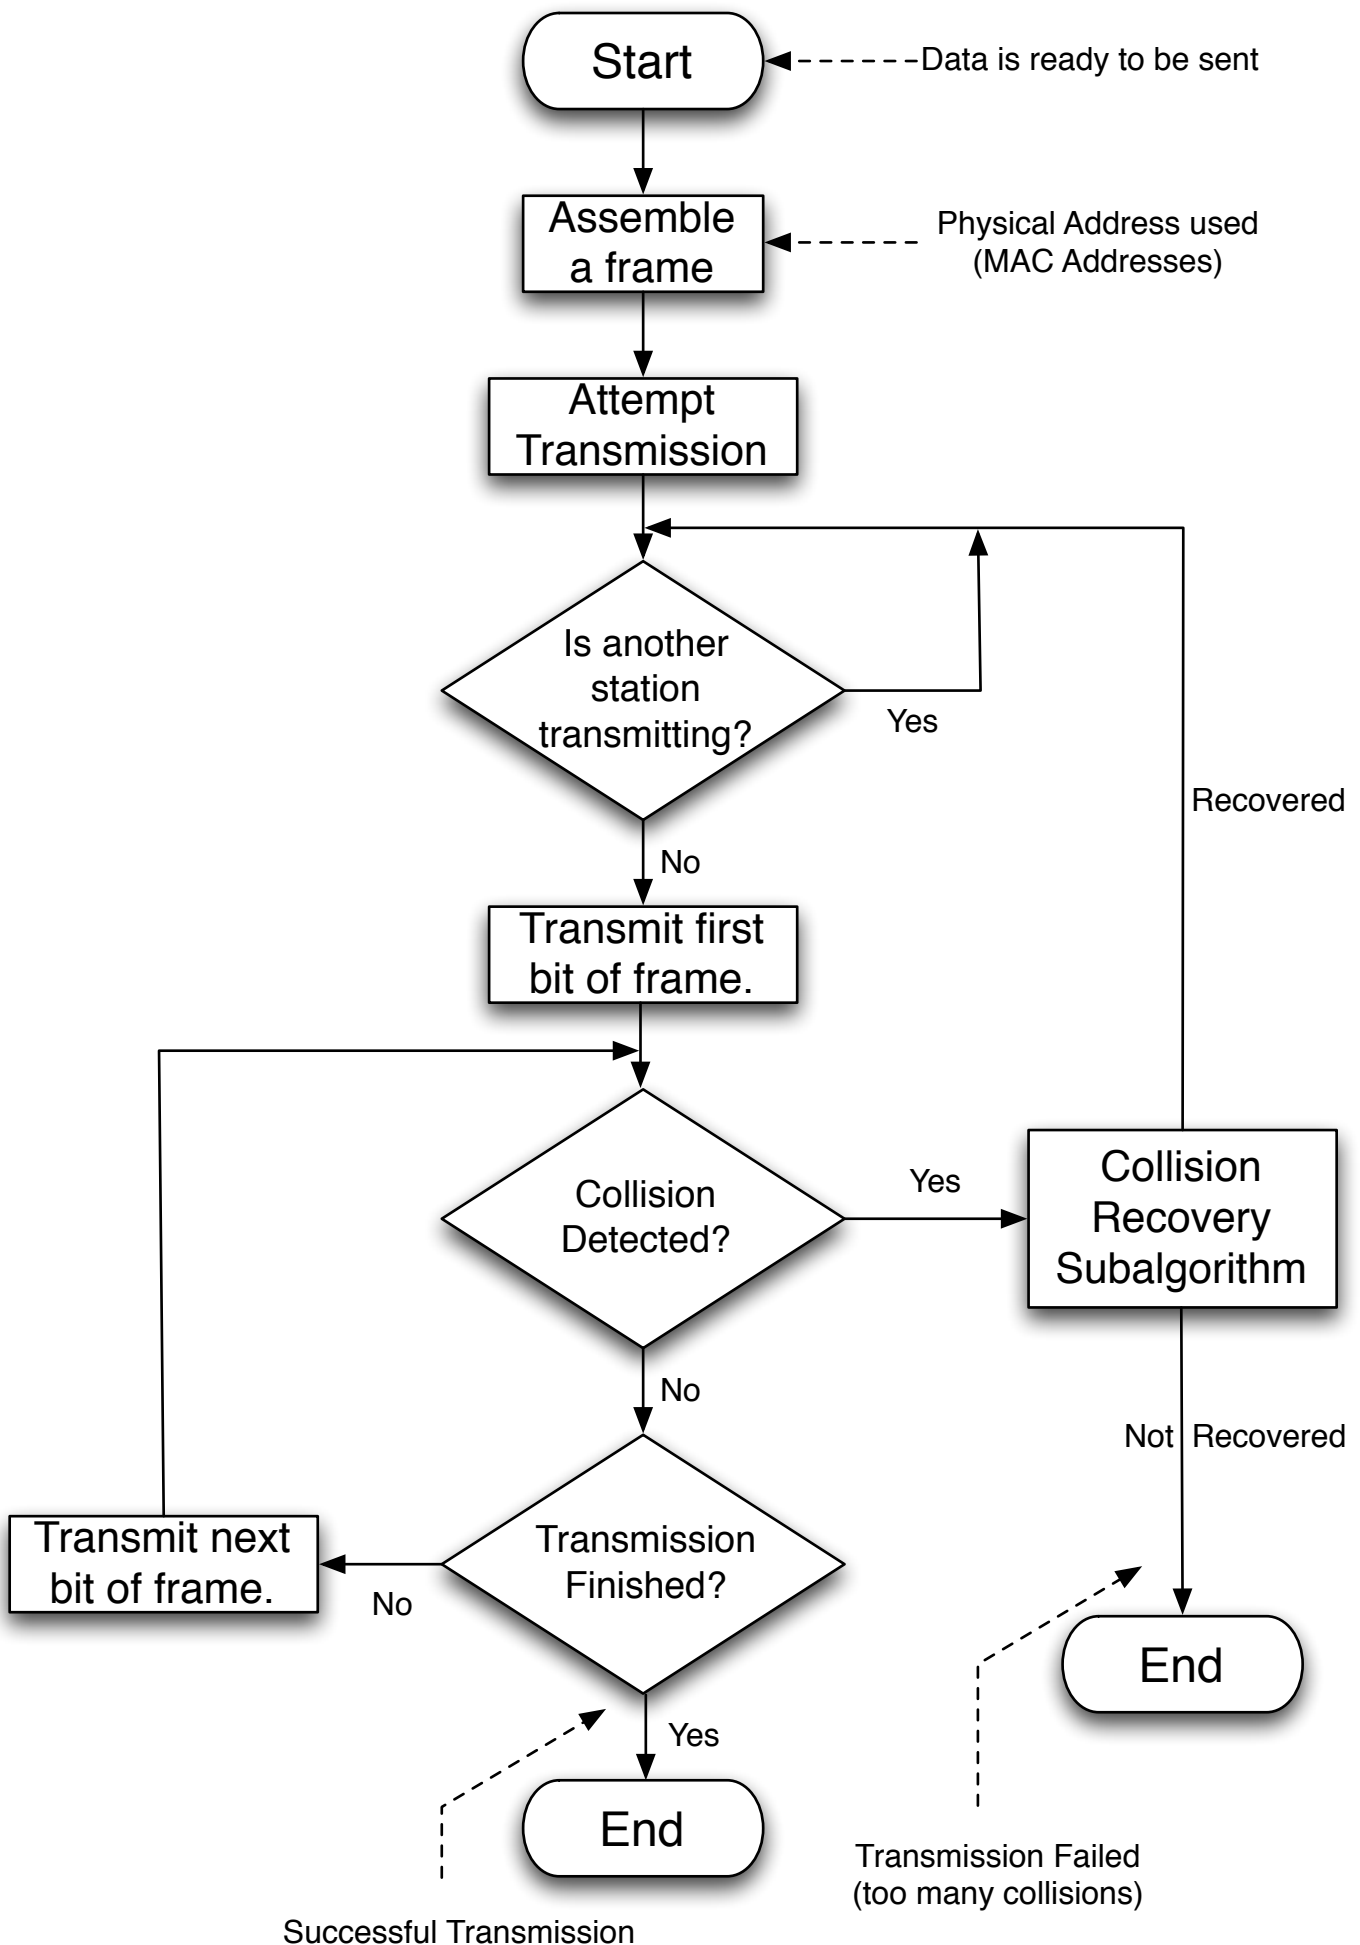 Start
Data is ready to be sent
Assemble
a frame
Physical Address used
(MAC Addresses)
Attempt
Transmission
Is another
station
transmitting?
Yes
Recovered
No
Transmit first
bit of frame.
Collision
Detected?
Yes
Collision
Recovery
Subalgorithm
No
Not Recovered
Transmission
Finished?
No
Transmit next
bit of frame.
Yes
End
End
Transmission Failed
(too many collisions)
Successful Transmission